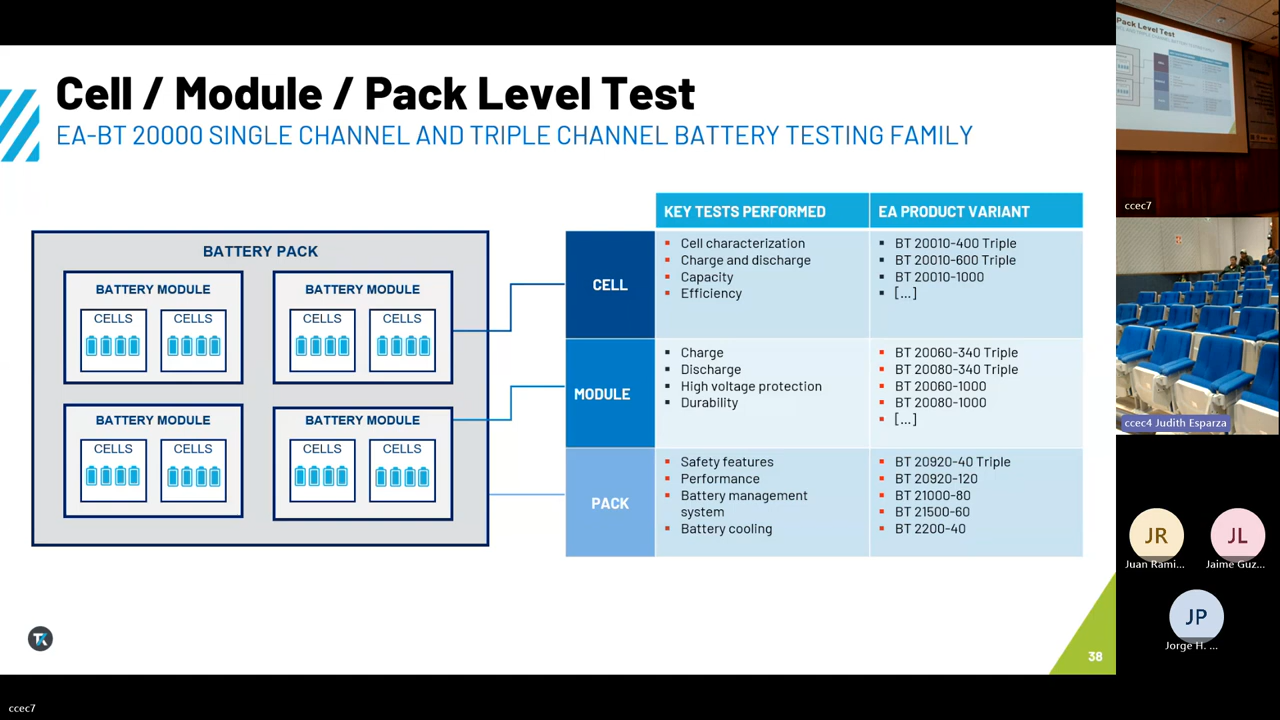 Cell / Module / Pack Level Test
EA-BT 20000 SINGLE CHANNEL AND TRIPLE CHANNEL BATTERY TESTING FAMILY
BATTERY PACK
BATTERY MODULE
CELLS CELLS
BATTERY MODULE
CELLS CELLS
BATTERY MODULE
CELLS CELLS
BATTERY MODULE
CELLS CELLS
KEY TESTS PERFORMED
EA PRODUCT VARIANT
CELL
Cell characterization
Charge and discharge
Capacity
Efficiency
BT 20010-400 Triple
BT 20010-600 Triple
BT 20010-1000
[...]
MODULE
Charge
Discharge
High voltage protection
Durability
BT 20060-340 Triple
BT 20080-340 Triple
BT 20060-1000
BT 20080-1000
[...]
PACK
Safety features
Performance
Battery management
system
Battery cooling
BT 20920-40 Triple
BT 20920-120
BT 21000-80
BT 21500-60
BT 2200-40
TK
38
ccec7
Pack Level Test
ccec7
ccec4 Judith Esparza
JR
Juan Rami...
JL
Jaime Guz...
JP
Jorge H. ...